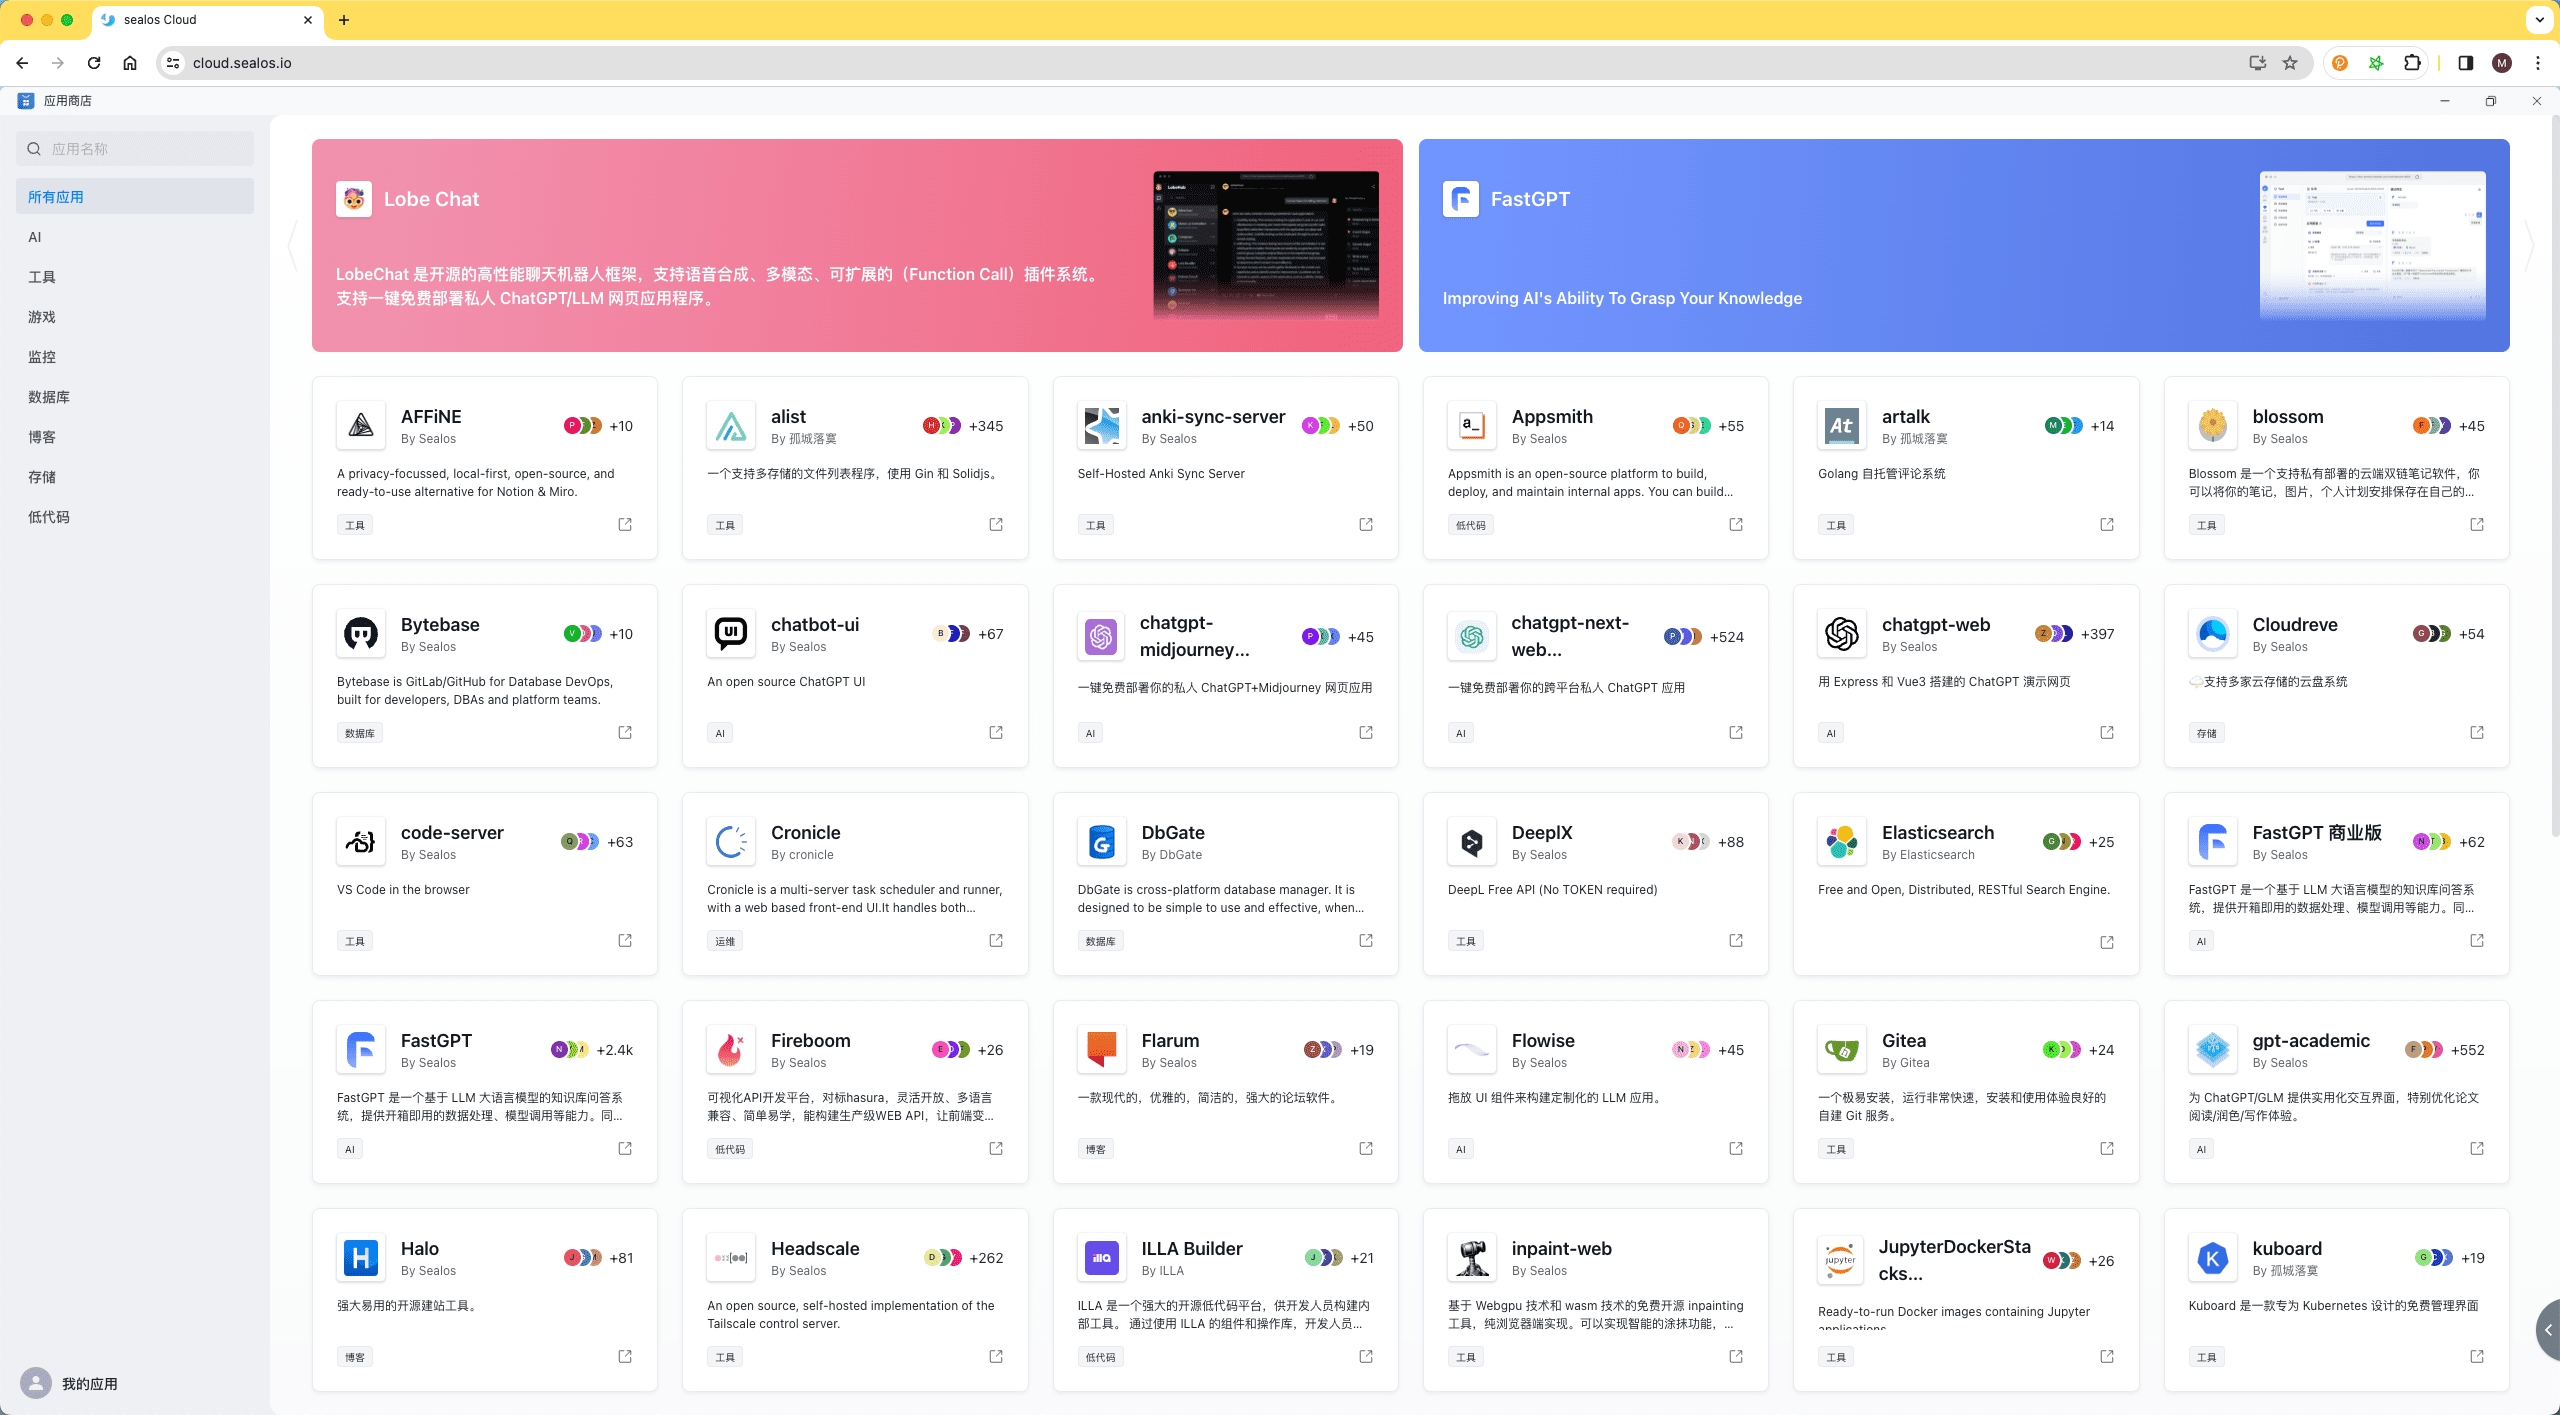 sealos Cloud
cloud.sealos.io
M
应用商店
应用名称
所有应用
AI
工具
游戏
监控
数据库
博客
存储
低代码
我的应用
Lobe Chat
LobeChat 是开源的高性能聊天机器人框架，支持语音合成、多模态、可扩展的（Function Call）插件系统。
支持一键免费部署私人 ChatGPT/LLM 网页应用程序。
FastGPT
Improving AI's Ability To Grasp Your Knowledge
AFFiNE
By Sealos
+10
A privacy-focussed, local-first, open-source, and
ready-to-use alternative for Notion & Miro.
工具
alist
By 孤城落寞
+345
一个支持多存储的文件列表程序，使用 Gin 和 Solidjs。
工具
anki-sync-server
By Sealos
+50
Self-Hosted Anki Sync Server
工具
a_
Appsmith
By Sealos
+55
Appsmith is an open-source platform to build,
deploy, and maintain internal apps. You can build...
低代码
At
artalk
By 孤城落寞
+14
Golang 自托管评论系统
工具
blossom
By Sealos
+45
Blossom 是一个支持私有部署的云端双链笔记软件，你
可以将你的笔记，图片，个人计划安排保存在自己的...
工具
Bytebase
By Sealos
+10
Bytebase is GitLab/GitHub for Database DevOps,
built for developers, DBAs and platform teams.
数据库
UI
chatbot-ui
By Sealos
+67
An open source ChatGPT UI
AI
chatgpt-
midjourney...
+45
一键免费部署你的私人 ChatGPT+Midjourney 网页应用
AI
chatgpt-next-
web...
+524
一键免费部署你的跨平台私人 ChatGPT 应用
AI
chatgpt-web
By Sealos
+397
用 Express 和 Vue3 搭建的 ChatGPT 演示网页
AI
Cloudreve
By Sealos
+54
🌩支持多家云存储的云盘系统
存储
code-server
By Sealos
+63
VS Code in the browser
工具
Cronicle
By cronicle
Cronicle is a multi-server task scheduler and runner,
with a web based front-end UI.It handles both...
运维
DbGate
By DbGate
DbGate is cross-platform database manager. It is
designed to be simple to use and effective, when...
数据库
DeeplX
By Sealos
+88
DeepL Free API (No TOKEN required)
工具
Elasticsearch
By Elasticsearch
+25
Free and Open, Distributed, RESTful Search Engine.
FastGPT 商业版
By Sealos
+62
FastGPT 是一个基于 LLM 大语言模型的知识库问答系
统，提供开箱即用的数据处理、模型调用等能力。同...
AI
FastGPT
By Sealos
+2.4k
FastGPT 是一个基于 LLM 大语言模型的知识库问答系
统，提供开箱即用的数据处理、模型调用等能力。同...
AI
Fireboom
By Sealos
+26
可视化API开发平台，对标hasura，灵活开放、多语言
兼容、简单易学，能构建生产级WEB API，让前端变...
低代码
Flarum
By Sealos
+19
一款现代的，优雅的，简洁的，强大的论坛软件。
博客
Flowise
By Sealos
+45
拖放 UI 组件来构建定制化的 LLM 应用。
AI
Gitea
By Gitea
+24
一个极易安装，运行非常快速，安装和使用体验良好的
自建 Git 服务。
工具
gpt-academic
By Sealos
+552
为 ChatGPT/GLM 提供实用化交互界面，特别优化论文
阅读/润色/写作体验。
AI
H
Halo
By Sealos
+81
强大易用的开源建站工具。
博客
Headscale
By Sealos
+262
An open source, self-hosted implementation of the
Tailscale control server.
工具
illa
ILLA Builder
By ILLA
+21
ILLA 是一个强大的开源低代码平台，供开发人员构建内
部工具。 通过使用 ILLA 的组件和操作库，开发人员...
低代码
inpaint-web
By Sealos
基于 Webgpu 技术和 wasm 技术的免费开源 inpainting
工具，纯浏览器端实现。可以实现智能的涂抹功能，...
工具
jupyter
JupyterDockerSta
cks...
+26
Ready-to-run Docker images containing Jupyter
applications
工具
kuboard
By 孤城落寞
+19
Kuboard 是一款专为 Kubernetes 设计的免费管理界面
工具